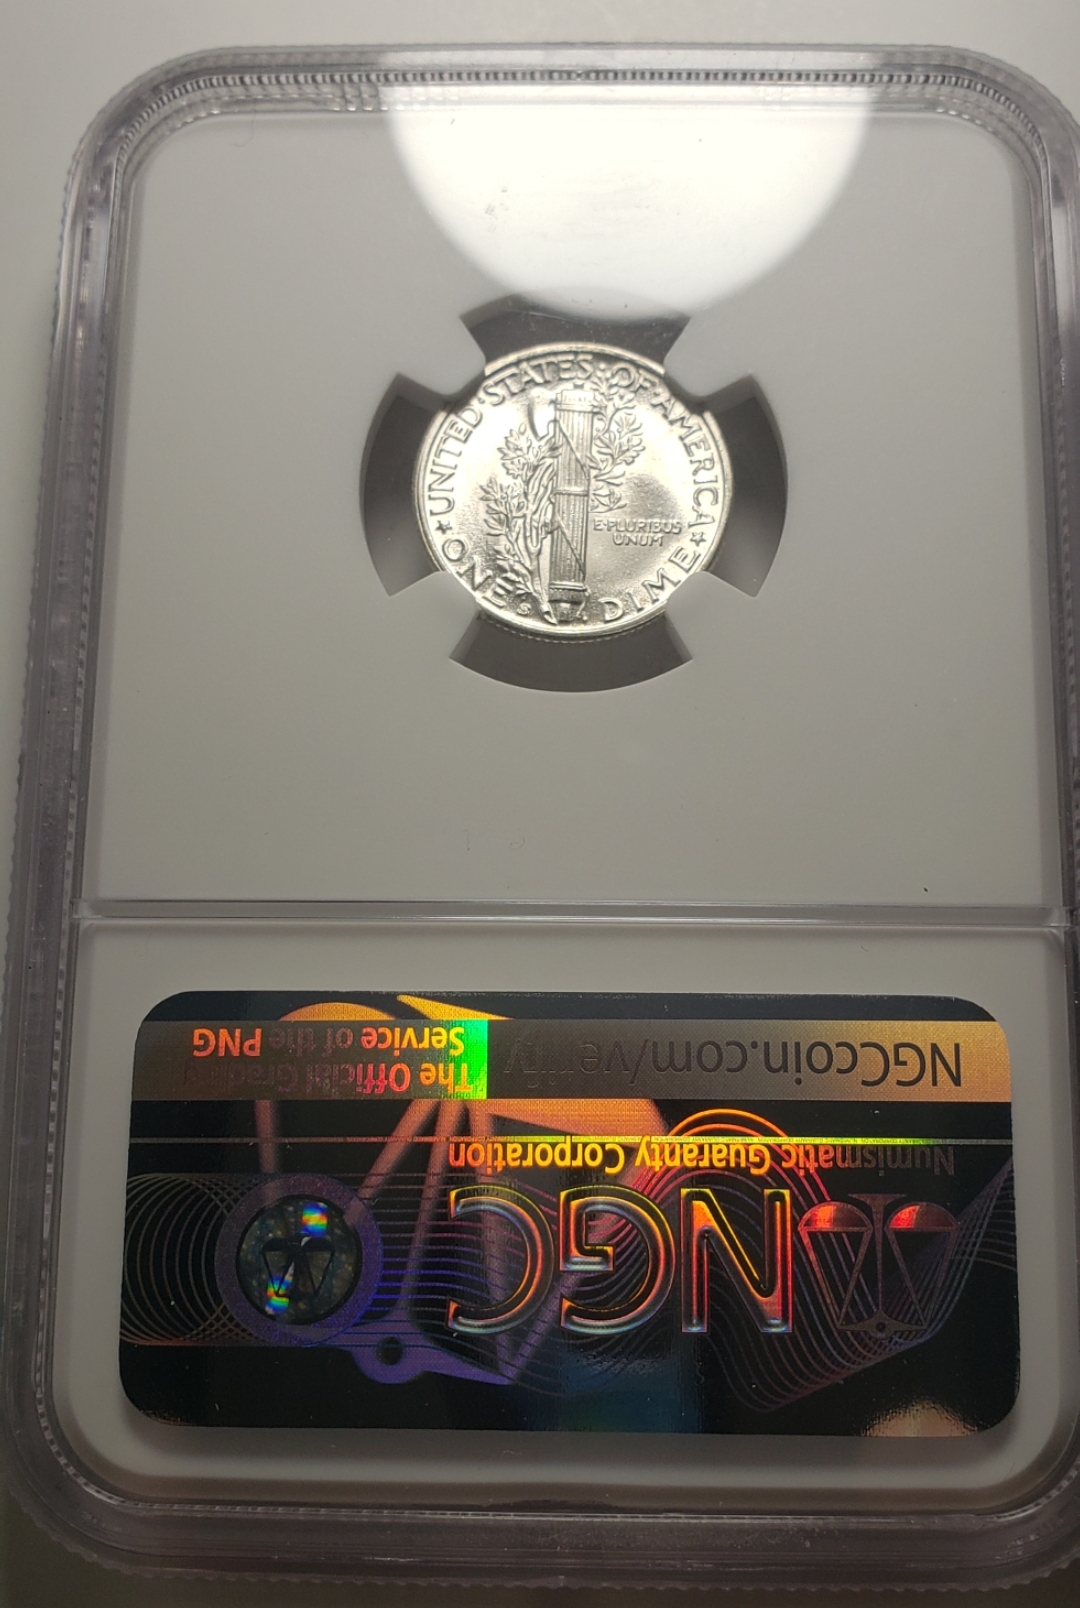 UNITED·STATES·OF·AMERICA
E·PLURIBUS
UNUM
ONE DIME
S
NGC
Numismatic Guaranty Corporation
NGCcoin.com/verify
The Official Grading
Service of the PNG